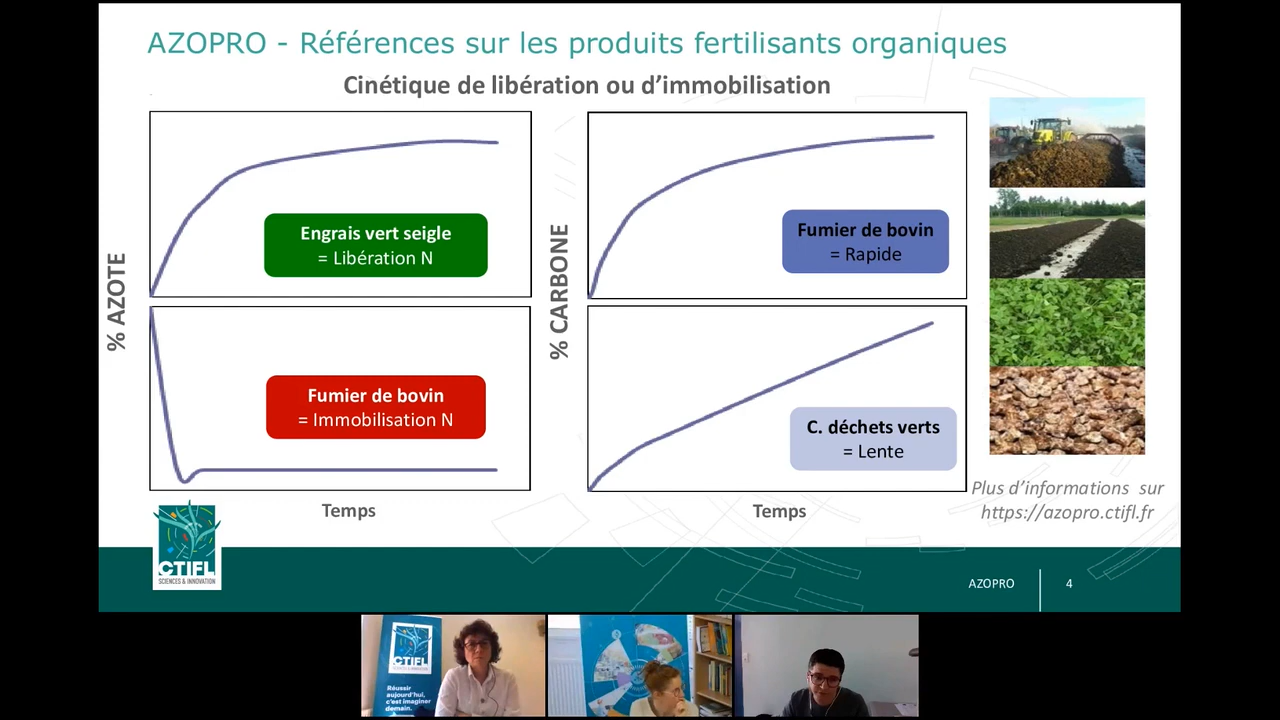 AZOPRO - Références sur les produits fertilisants organiques
Cinétique de libération ou d’immobilisation
% AZOTE
Engrais vert seigle
= Libération N
Fumier de bovin
= Immobilisation N
Temps
% CARBONE
Fumier de bovin
= Rapide
C. déchets verts
= Lente
Temps
Plus d’informations sur
https://azopro.ctifl.fr
CTIFL
SCIENCES & INNOVATION
AZOPRO
4
CTIFL
Réussir
aujourd'hui,
c'est imaginer
demain.